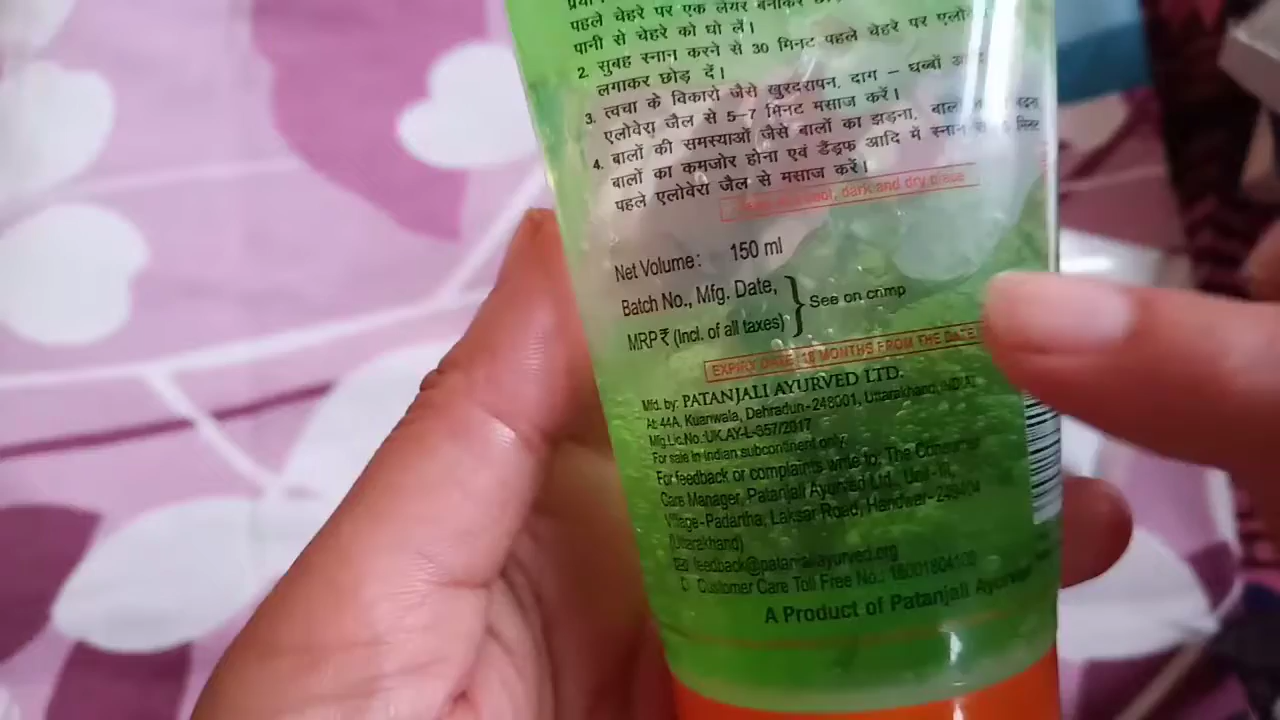 पहले चेहरे पर एक लेयर बनाकर
पानी से चेहरे को धो लें।
2. सुबह स्नान करने से 30 मिनट पहले चेहरे पर
लगाकर छोड़ दें।
3. त्वचा के विकारो जैसे खुरदरापन, दाग – धब्बों
एलोवेरा जैल से 5–7 मिनट मसाज करें।
4. बालों की समस्याओं जैसे बालों का झड़ना,
बालों का कमजोर होना एवं डैंड्रफ आदि में स्नान मिनट
पहले एलोवेरा जैल से मसाज करें।
cool, dark and dry place
Net Volume: 150 ml
Batch No., Mfg. Date,
MRP ₹ (Incl. of all taxes) } See on crimp
EXPIRY DATE: 18 MONTHS FROM THE DATE
Mfd. by: PATANJALI AYURVED LTD.
At: 44A, Kuanwala, Dehradun-248001, Uttarakhand, INDIA
Mfg.Lic.No.:UK.AY-L-357/2017
For sale in Indian subcontinent only
For feedback or complaints write to: The Consumer
Care Manager, Patanjali Ayurved Ltd., Unit-III,
Village-Padartha, Laksar Road, Haridwar-249404
(Uttarakhand)
feedback@patanjaliayurved.org
Customer Care Toll Free No.: 18001804108
A Product of Patanjali Ayurved